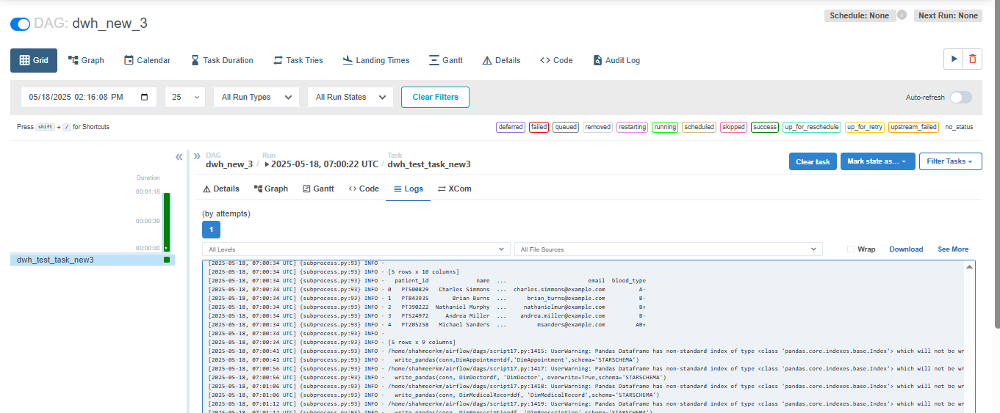 DAG: dwh_new_3
Schedule: None
Next Run: None
Grid
Graph
Calendar
Task Duration
Task Tries
Landing Times
Gantt
Details
<> Code
Audit Log
05/18/2025 02:16:08 PM
25
All Run Types
All Run States
Clear Filters
Auto-refresh
Press shift + / for Shortcuts
deferred failed queued removed restarting running scheduled skipped success up_for_reschedule up_for_retry upstream_failed no_status
Duration
00:01:18
00:00:39
00:00:00
dwh_test_task_new3
DAG
dwh_new_3 /
Run
2025-05-18, 07:00:22 UTC /
Task
dwh_test_task_new3
Clear task
Mark state as...
Filter Tasks
Details
Graph
Gantt
<> Code
Logs
XCom
(by attempts)
1
All Levels
All File Sources
Wrap
Download
See More
[2025-05-18, 07:00:34 UTC] {subprocess.py:93} INFO -
[2025-05-18, 07:00:34 UTC] {subprocess.py:93} INFO - [5 rows x 10 columns]
[2025-05-18, 07:00:34 UTC] {subprocess.py:93} INFO -   patient_id             name  ...                      email  blood_type
[2025-05-18, 07:00:34 UTC] {subprocess.py:93} INFO - 0   PT500829  Charles Simmons  ... charles.simmons@example.com          A-
[2025-05-18, 07:00:34 UTC] {subprocess.py:93} INFO - 1   PT843935      Brian Burns  ...     brian_burns@example.com          B-
[2025-05-18, 07:00:34 UTC] {subprocess.py:93} INFO - 2   PT390222 Nathaniel Murphy  ...    nathanielmur@example.com          B+
[2025-05-18, 07:00:34 UTC] {subprocess.py:93} INFO - 3   PT524972    Andrea Miller  ...   andrea.miller@example.com          B-
[2025-05-18, 07:00:34 UTC] {subprocess.py:93} INFO - 4   PT205258  Michael Sanders  ...       msanders@example.com         AB+
[2025-05-18, 07:00:34 UTC] {subprocess.py:93} INFO -
[2025-05-18, 07:00:34 UTC] {subprocess.py:93} INFO - [5 rows x 9 columns]
[2025-05-18, 07:00:41 UTC] {subprocess.py:93} INFO - /home/shahmeerkm/airflow/dags/script17.py:1415: UserWarning: Pandas Dataframe has non-standard index of type <class 'pandas.core.indexes.base.Index'> which will not be wr
[2025-05-18, 07:00:41 UTC] {subprocess.py:93} INFO -   write_pandas(conn,DimAppointmentdf,'DimAppointment',schema='STARSCHEMA')
[2025-05-18, 07:00:56 UTC] {subprocess.py:93} INFO - /home/shahmeerkm/airflow/dags/script17.py:1417: UserWarning: Pandas Dataframe has non-standard index of type <class 'pandas.core.indexes.base.Index'> which will not be wr
[2025-05-18, 07:00:56 UTC] {subprocess.py:93} INFO -   write_pandas(conn, DimDoctordf, 'DimDoctor', overwrite=True,schema='STARSCHEMA')
[2025-05-18, 07:01:06 UTC] {subprocess.py:93} INFO - /home/shahmeerkm/airflow/dags/script17.py:1418: UserWarning: Pandas Dataframe has non-standard index of type <class 'pandas.core.indexes.base.Index'> which will not be wr
[2025-05-18, 07:01:06 UTC] {subprocess.py:93} INFO -   write_pandas(conn, DimMedicalRecorddf, 'DimMedicalRecord',schema='STARSCHEMA')
[2025-05-18, 07:01:12 UTC] {subprocess.py:93} INFO - /home/shahmeerkm/airflow/dags/script17.py:1419: UserWarning: Pandas Dataframe has non-standard index of type <class 'pandas.core.indexes.base.Index'> which will not be wr
[2025-05-18, 07:01:12 UTC] {subprocess.py:93} INFO -   write_pandas(conn, DimPrescriptiondf, 'DimPrescription',schema='STARSCHEMA')